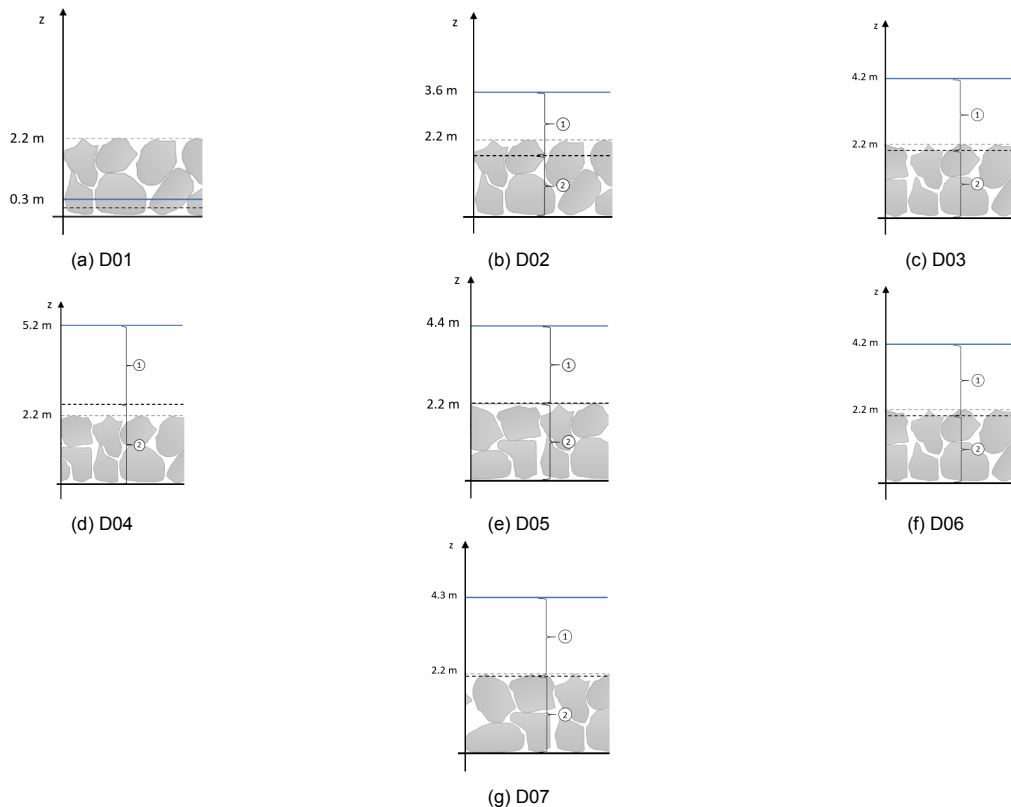 z
2.2 m
0.3 m
(a) D01
z
3.6 m
①
2.2 m
②
(b) D02
z
4.2 m
①
2.2 m
②
(c) D03
z
5.2 m
①
2.2 m
②
(d) D04
z
4.4 m
①
2.2 m
②
(e) D05
z
4.2 m
①
2.2 m
②
(f) D06
z
4.3 m
①
2.2 m
②
(g) D07